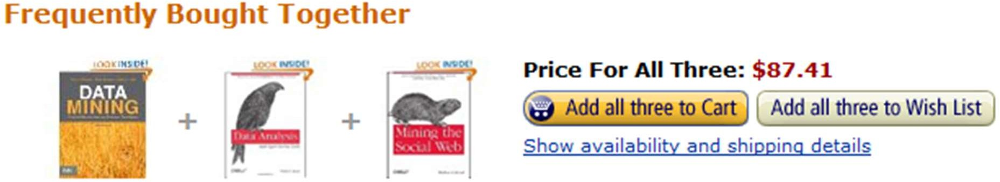 Frequently Bought Together
LOOK INSIDE!
DATA
MINING
+
LOOK INSIDE!
Data Analysis
+
LOOK INSIDE!
Mining the
Social Web
Price For All Three: $87.41
Add all three to Cart
Add all three to Wish List
Show availability and shipping details